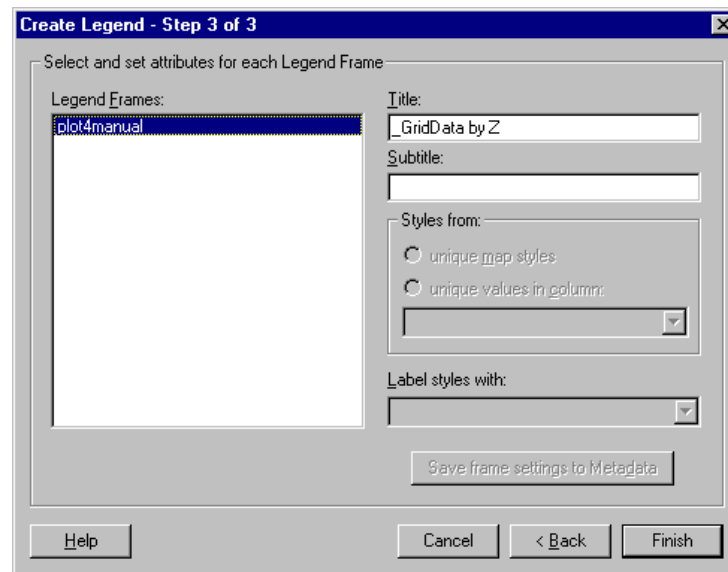 Create Legend - Step 3 of 3
Select and set attributes for each Legend Frame
Legend Frames:
plot4manual
Title:
_GridData by Z
Subtitle:
Styles from:
unique map styles
unique values in column:
Label styles with:
Save frame settings to Metadata
Help
Cancel
< Back
Finish